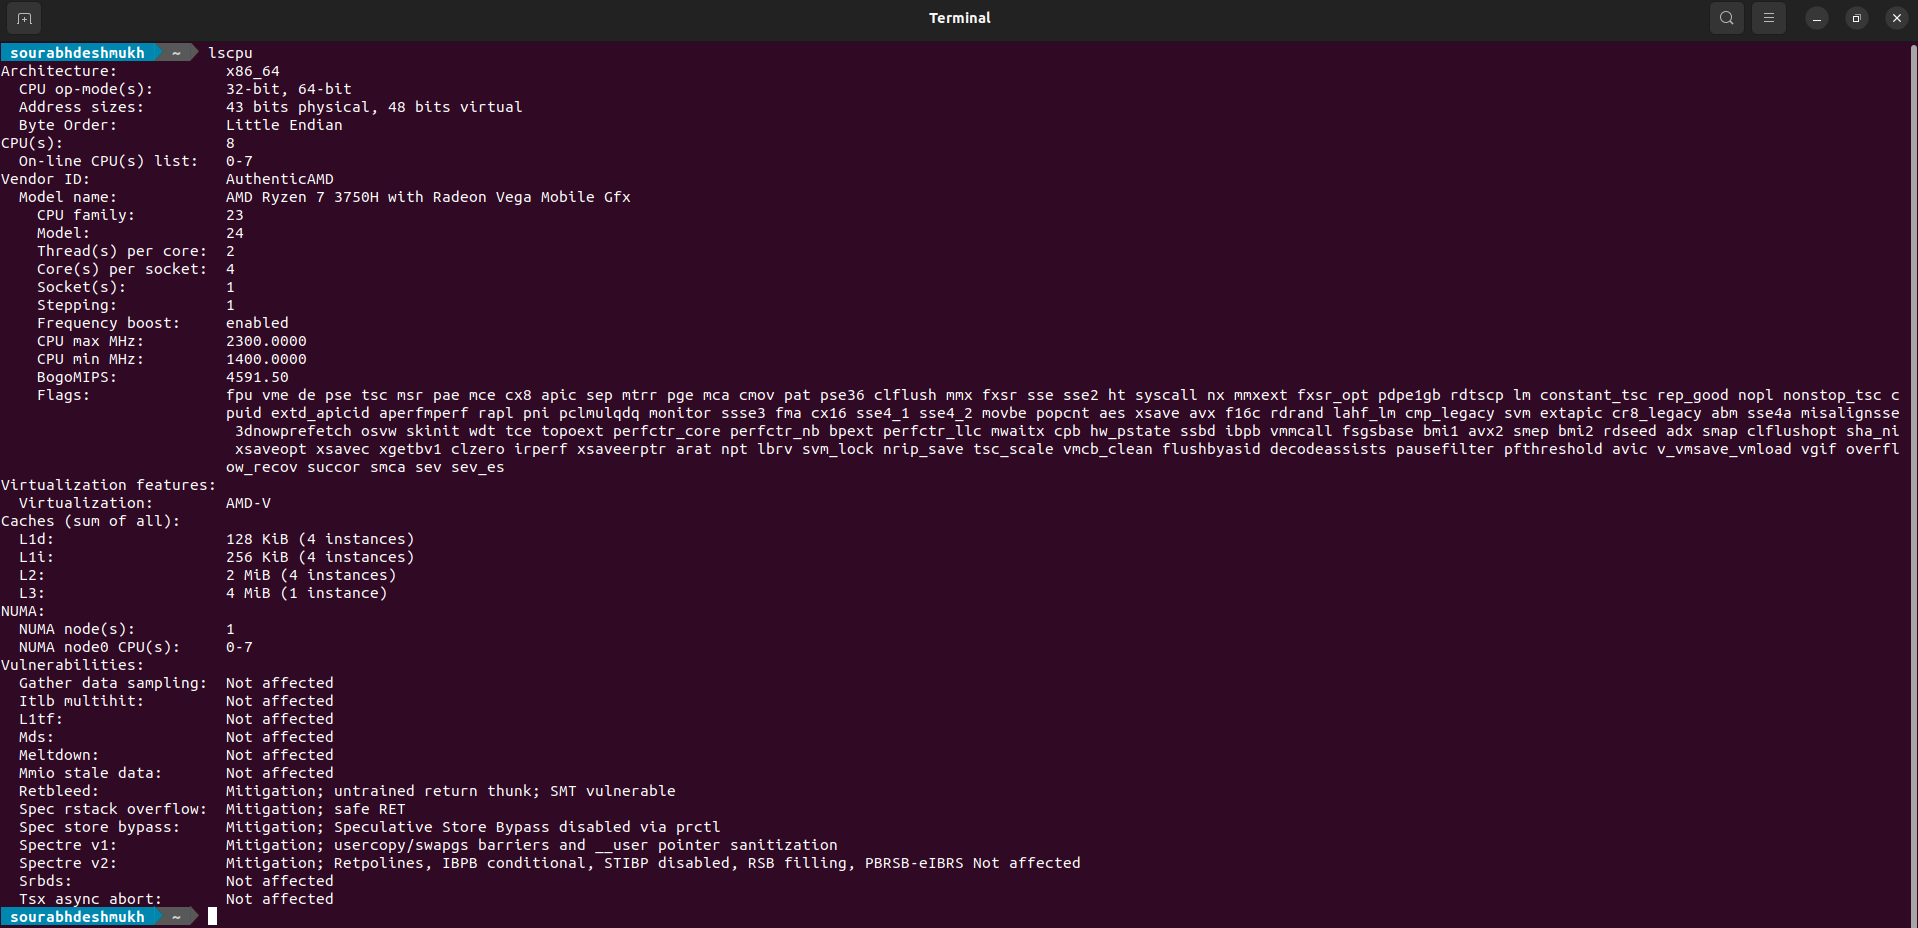 Terminal
sourabhdeshmukh ~ lscpu
Architecture: x86_64
CPU op-mode(s): 32-bit, 64-bit
Address sizes: 43 bits physical, 48 bits virtual
Byte Order: Little Endian
CPU(s): 8
On-line CPU(s) list: 0-7
Vendor ID: AuthenticAMD
Model name: AMD Ryzen 7 3750H with Radeon Vega Mobile Gfx
CPU family: 23
Model: 24
Thread(s) per core: 2
Core(s) per socket: 4
Socket(s): 1
Stepping: 1
Frequency boost: enabled
CPU max MHz: 2300.0000
CPU min MHz: 1400.0000
BogoMIPS: 4591.50
Flags: fpu vme de pse tsc msr pae mce cx8 apic sep mtrr pge mca cmov pat pse36 clflush mmx fxsr sse sse2 ht syscall nx mmxext fxsr_opt pdpe1gb rdtscp lm constant_tsc rep_good nopl nonstop_tsc c
puid extd_apicid aperfmperf rapl pni pclmulqdq monitor ssse3 fma cx16 sse4_1 sse4_2 movbe popcnt aes xsave avx f16c rdrand lahf_lm cmp_legacy svm extapic cr8_legacy abm sse4a misalignsse
3dnowprefetch osvw skinit wdt tce topoext perfctr_core perfctr_nb bpext perfctr_llc mwaitx cpb hw_pstate ssbd ibpb vmmcall fsgsbase bmi1 avx2 smep bmi2 rdseed adx smap clflushopt sha_ni
xsaveopt xsavec xgetbv1 clzero irperf xsaveerptr arat npt lbrv svm_lock nrip_save tsc_scale vmcb_clean flushbyasid decodeassists pausefilter pfthreshold avic v_vmsave_vmload vgif overfl
ow_recov succor smca sev sev_es
Virtualization features:
Virtualization: AMD-V
Caches (sum of all):
L1d: 128 KiB (4 instances)
L1i: 256 KiB (4 instances)
L2: 2 MiB (4 instances)
L3: 4 MiB (1 instance)
NUMA:
NUMA node(s): 1
NUMA node0 CPU(s): 0-7
Vulnerabilities:
Gather data sampling: Not affected
Itlb multihit: Not affected
L1tf: Not affected
Mds: Not affected
Meltdown: Not affected
Mmio stale data: Not affected
Retbleed: Mitigation; untrained return thunk; SMT vulnerable
Spec rstack overflow: Mitigation; safe RET
Spec store bypass: Mitigation; Speculative Store Bypass disabled via prctl
Spectre v1: Mitigation; usercopy/swapgs barriers and __user pointer sanitization
Spectre v2: Mitigation; Retpolines, IBPB conditional, STIBP disabled, RSB filling, PBRSB-eIBRS Not affected
Srbds: Not affected
Tsx async abort: Not affected
sourabhdeshmukh ~